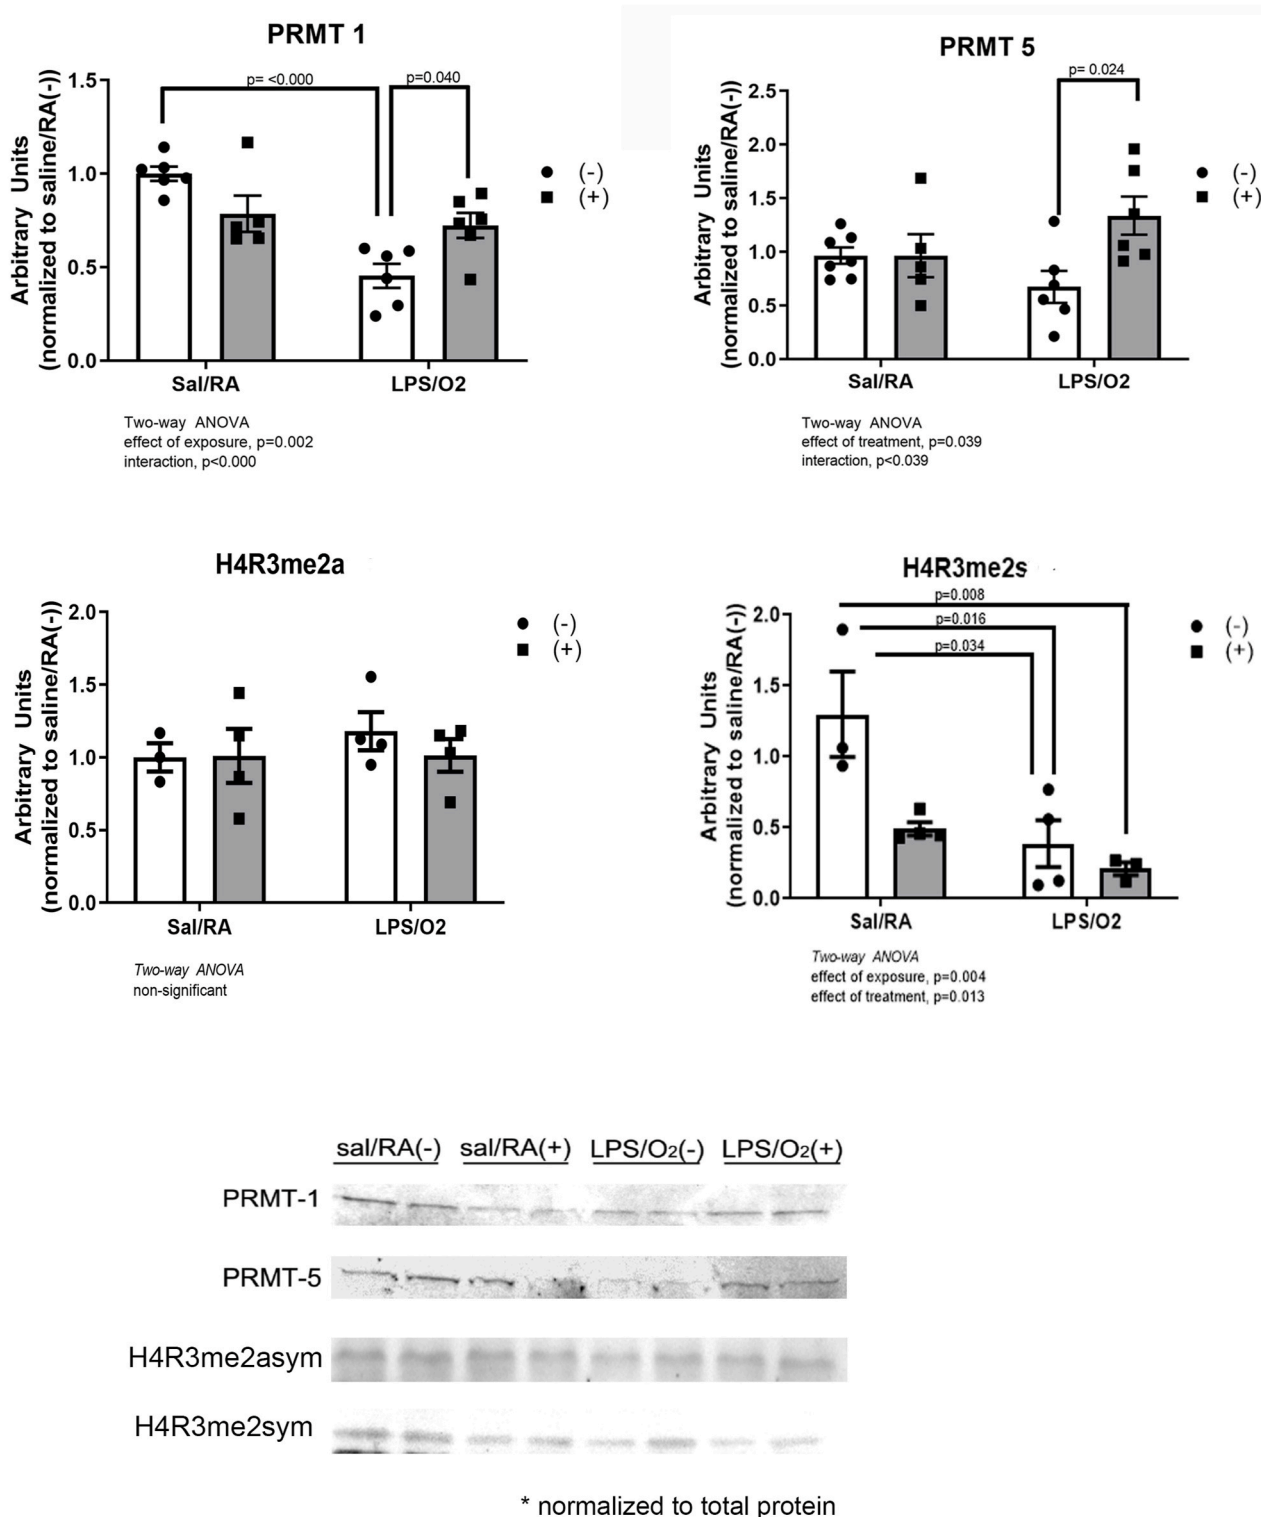 PRMT 1
p= <0.000
p=0.040
Arbitrary Units
(normalized to saline/RA(-))
1.5
1.0
0.5
0.0
Sal/RA
LPS/O2
(-)
(+)
Two-way ANOVA
effect of exposure, p=0.002
interaction, p<0.000
PRMT 5
p= 0.024
Arbitrary Units
(normalized to saline/RA(-))
2.5
2.0
1.5
1.0
0.5
0.0
Sal/RA
LPS/O2
(-)
(+)
Two-way ANOVA
effect of treatment, p=0.039
interaction, p<0.039
H4R3me2a
Arbitrary Units
(normalized to saline/RA(-))
2.0
1.5
1.0
0.5
0.0
Sal/RA
LPS/O2
(-)
(+)
Two-way ANOVA
non-significant
H4R3me2s
p=0.008
p=0.016
p=0.034
Arbitrary Units
(normalized to saline/RA(-))
2.0
1.5
1.0
0.5
0.0
Sal/RA
LPS/O2
(-)
(+)
Two-way ANOVA
effect of exposure, p=0.004
effect of treatment, p=0.013
sal/RA(-) sal/RA(+) LPS/O2(-) LPS/O2(+)
PRMT-1
PRMT-5
H4R3me2asym
H4R3me2sym
* normalized to total protein